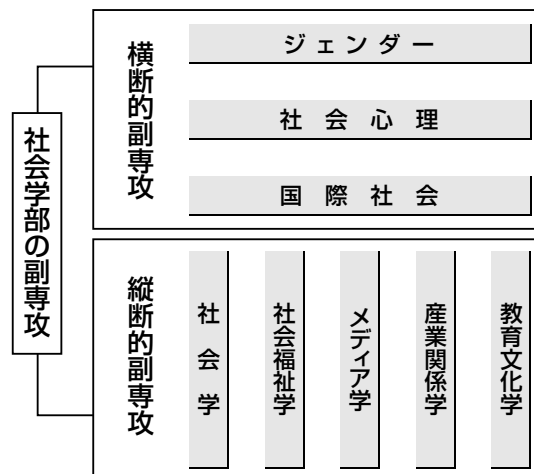 社会学部の副専攻
横断的副専攻
ジェンダー
社会心理
国際社会
縦断的副専攻
社会学
社会福祉学
メディア学
産業関係学
教育文化学